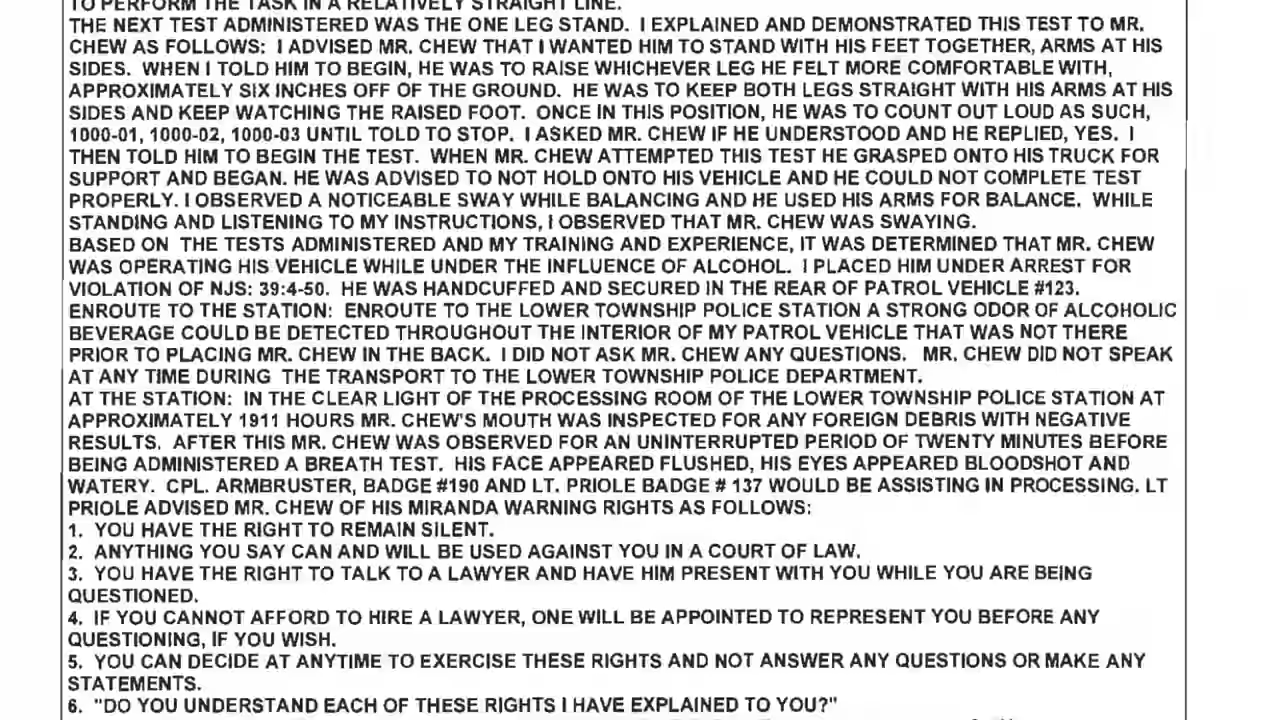 TO PERFORM THE TASK IN A RELATIVELY STRAIGHT LINE.
THE NEXT TEST ADMINISTERED WAS THE ONE LEG STAND. I EXPLAINED AND DEMONSTRATED THIS TEST TO MR.
CHEW AS FOLLOWS: I ADVISED MR. CHEW THAT I WANTED HIM TO STAND WITH HIS FEET TOGETHER, ARMS AT HIS
SIDES. WHEN I TOLD HIM TO BEGIN, HE WAS TO RAISE WHICHEVER LEG HE FELT MORE COMFORTABLE WITH,
APPROXIMATELY SIX INCHES OFF OF THE GROUND. HE WAS TO KEEP BOTH LEGS STRAIGHT WITH HIS ARMS AT HIS
SIDES AND KEEP WATCHING THE RAISED FOOT. ONCE IN THIS POSITION, HE WAS TO COUNT OUT LOUD AS SUCH,
1000-01, 1000-02, 1000-03 UNTIL TOLD TO STOP. I ASKED MR. CHEW IF HE UNDERSTOOD AND HE REPLIED, YES. I
THEN TOLD HIM TO BEGIN THE TEST. WHEN MR. CHEW ATTEMPTED THIS TEST HE GRASPED ONTO HIS TRUCK FOR
SUPPORT AND BEGAN. HE WAS ADVISED TO NOT HOLD ONTO HIS VEHICLE AND HE COULD NOT COMPLETE TEST
PROPERLY. I OBSERVED A NOTICEABLE SWAY WHILE BALANCING AND HE USED HIS ARMS FOR BALANCE. WHILE
STANDING AND LISTENING TO MY INSTRUCTIONS, I OBSERVED THAT MR. CHEW WAS SWAYING.
BASED ON THE TESTS ADMINISTERED AND MY TRAINING AND EXPERIENCE, IT WAS DETERMINED THAT MR. CHEW
WAS OPERATING HIS VEHICLE WHILE UNDER THE INFLUENCE OF ALCOHOL. I PLACED HIM UNDER ARREST FOR
VIOLATION OF NJS: 39:4-50. HE WAS HANDCUFFED AND SECURED IN THE REAR OF PATROL VEHICLE #123.
ENROUTE TO THE STATION: ENROUTE TO THE LOWER TOWNSHIP POLICE STATION A STRONG ODOR OF ALCOHOLIC
BEVERAGE COULD BE DETECTED THROUGHOUT THE INTERIOR OF MY PATROL VEHICLE THAT WAS NOT THERE
PRIOR TO PLACING MR. CHEW IN THE BACK. I DID NOT ASK MR. CHEW ANY QUESTIONS. MR. CHEW DID NOT SPEAK
AT ANY TIME DURING THE TRANSPORT TO THE LOWER TOWNSHIP POLICE DEPARTMENT.
AT THE STATION: IN THE CLEAR LIGHT OF THE PROCESSING ROOM OF THE LOWER TOWNSHIP POLICE STATION AT
APPROXIMATELY 1911 HOURS MR. CHEW'S MOUTH WAS INSPECTED FOR ANY FOREIGN DEBRIS WITH NEGATIVE
RESULTS. AFTER THIS MR. CHEW WAS OBSERVED FOR AN UNINTERRUPTED PERIOD OF TWENTY MINUTES BEFORE
BEING ADMINISTERED A BREATH TEST. HIS FACE APPEARED FLUSHED, HIS EYES APPEARED BLOODSHOT AND
WATERY. CPL. ARMBRUSTER, BADGE #190 AND LT. PRIOLE BADGE # 137 WOULD BE ASSISTING IN PROCESSING. LT
PRIOLE ADVISED MR. CHEW OF HIS MIRANDA WARNING RIGHTS AS FOLLOWS:
1. YOU HAVE THE RIGHT TO REMAIN SILENT.
2. ANYTHING YOU SAY CAN AND WILL BE USED AGAINST YOU IN A COURT OF LAW.
3. YOU HAVE THE RIGHT TO TALK TO A LAWYER AND HAVE HIM PRESENT WITH YOU WHILE YOU ARE BEING
QUESTIONED.
4. IF YOU CANNOT AFFORD TO HIRE A LAWYER, ONE WILL BE APPOINTED TO REPRESENT YOU BEFORE ANY
QUESTIONING, IF YOU WISH.
5. YOU CAN DECIDE AT ANYTIME TO EXERCISE THESE RIGHTS AND NOT ANSWER ANY QUESTIONS OR MAKE ANY
STATEMENTS.
6. "DO YOU UNDERSTAND EACH OF THESE RIGHTS I HAVE EXPLAINED TO YOU?"